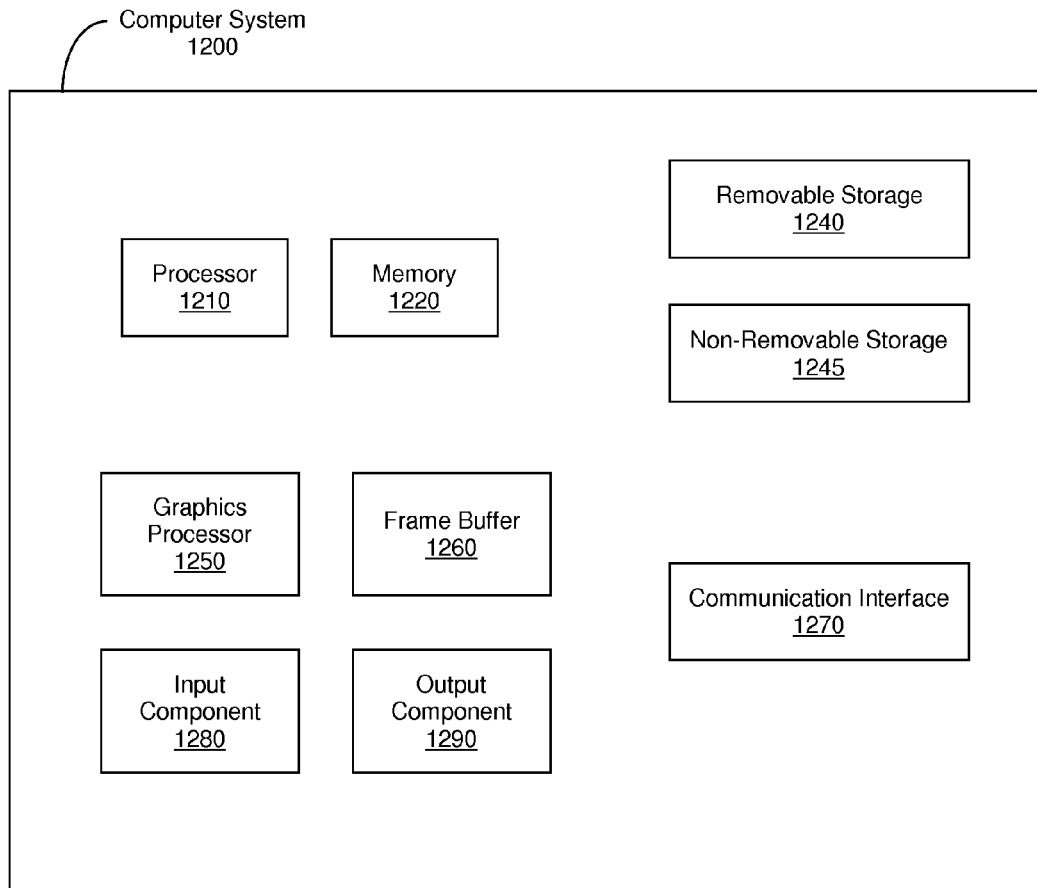 Computer System
1200
Removable Storage
1240
Processor
1210
Memory
1220
Non-Removable Storage
1245
Graphics
Processor
1250
Frame Buffer
1260
Communication Interface
1270
Input
Component
1280
Output
Component
1290